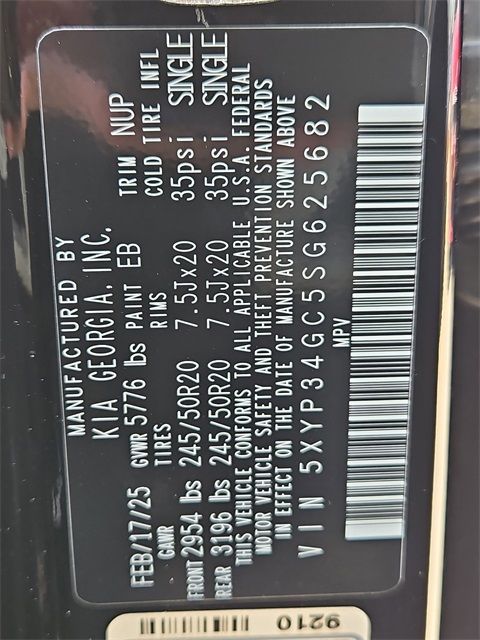 MANUFACTURED BY
KIA GEORGIA, INC.
FEB/17/25 GVWR 5776 lbs PAINT EB TRIM NUP
GAWR TIRES RIMS COLD TIRE INFL
FRONT 2954 lbs 245/50R20 7.5Jx20 35psi SINGLE
REAR 3196 lbs 245/50R20 7.5Jx20 35psi SINGLE
THIS VEHICLE CONFORMS TO ALL APPLICABLE U.S.A. FEDERAL
MOTOR VEHICLE SAFETY AND THEFT PREVENTION STANDARDS
IN EFFECT ON THE DATE OF MANUFACTURE SHOWN ABOVE
VIN 5XYP34GC5SG625682
MPV
9210